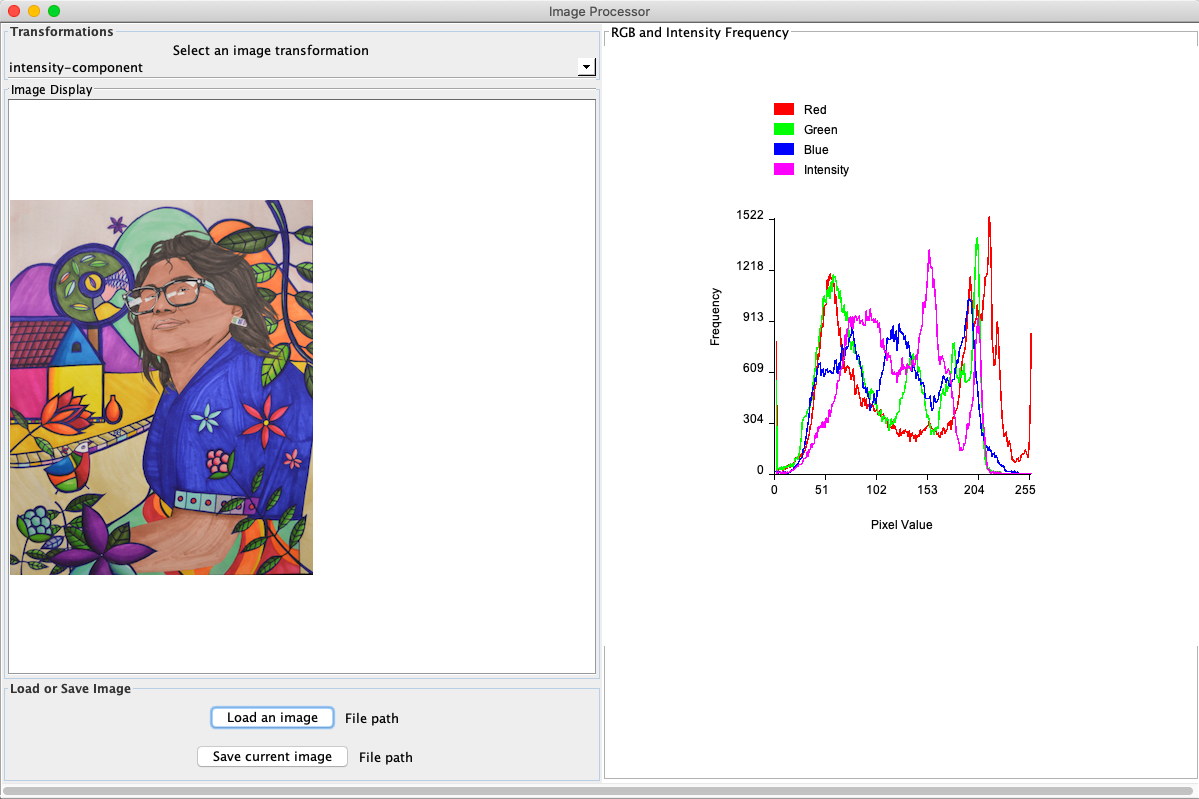 Image Processor
Transformations
Select an image transformation
intensity-component
Image Display
Load or Save Image
Load an image File path
Save current image File path
RGB and Intensity Frequency
Red
Green
Blue
Intensity
1522
1218
913
609
304
0
Frequency
0 51 102 153 204 255
Pixel Value